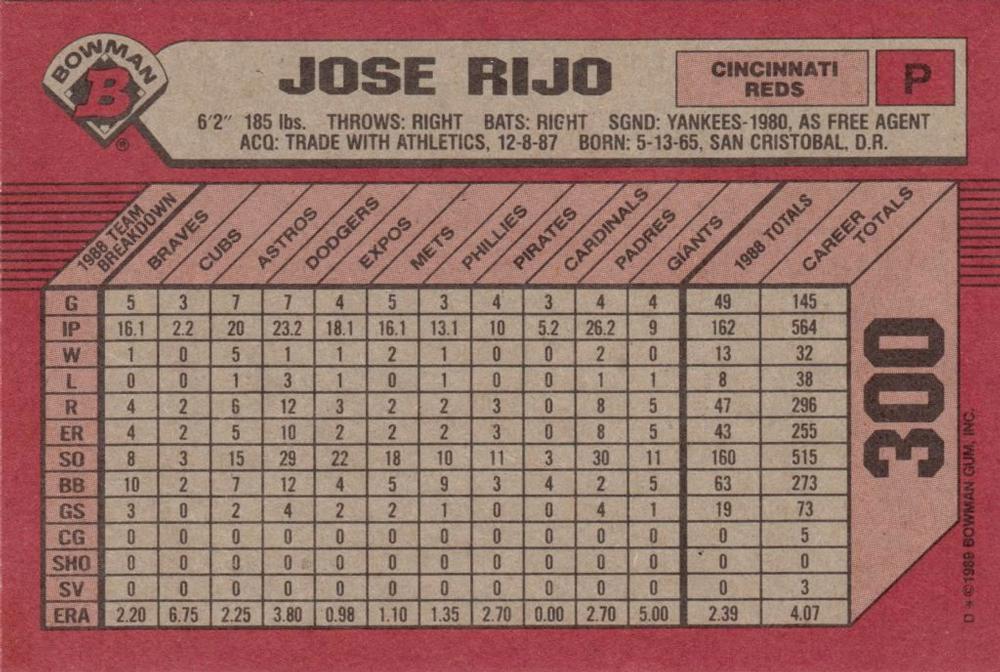 BOWMAN
B
®
JOSE RIJO
CINCINNATI
REDS
P
6'2" 185 lbs. THROWS: RIGHT BATS: RIGHT SGND: YANKEES-1980, AS FREE AGENT
ACQ: TRADE WITH ATHLETICS, 12-8-87 BORN: 5-13-65, SAN CRISTOBAL, D.R.
1988 TEAM BREAKDOWN BRAVES CUBS ASTROS DODGERS EXPOS METS PHILLIES PIRATES CARDINALS PADRES GIANTS 1988 TOTALS CAREER TOTALS
G 5 3 7 7 4 5 3 4 3 4 4 49 145
IP 16.1 2.2 20 23.2 18.1 16.1 13.1 10 5.2 26.2 9 162 564
W 1 0 5 1 1 2 1 0 0 2 0 13 32
L 0 0 1 3 1 0 1 0 0 1 1 8 38
R 4 2 6 12 3 2 2 3 0 8 5 47 296
ER 4 2 5 10 2 2 2 3 0 8 5 43 255
SO 8 3 15 29 22 18 10 11 3 30 11 160 515
BB 10 2 7 12 4 5 9 3 4 2 5 63 273
GS 3 0 2 4 2 2 1 0 0 4 1 19 73
CG 0 0 0 0 0 0 0 0 0 0 0 0 5
SHO 0 0 0 0 0 0 0 0 0 0 0 0 0
SV 0 0 0 0 0 0 0 0 0 0 0 0 3
ERA 2.20 6.75 2.25 3.80 0.98 1.10 1.35 2.70 0.00 2.70 5.00 2.39 4.07
300
D * © 1989 BOWMAN GUM, INC.